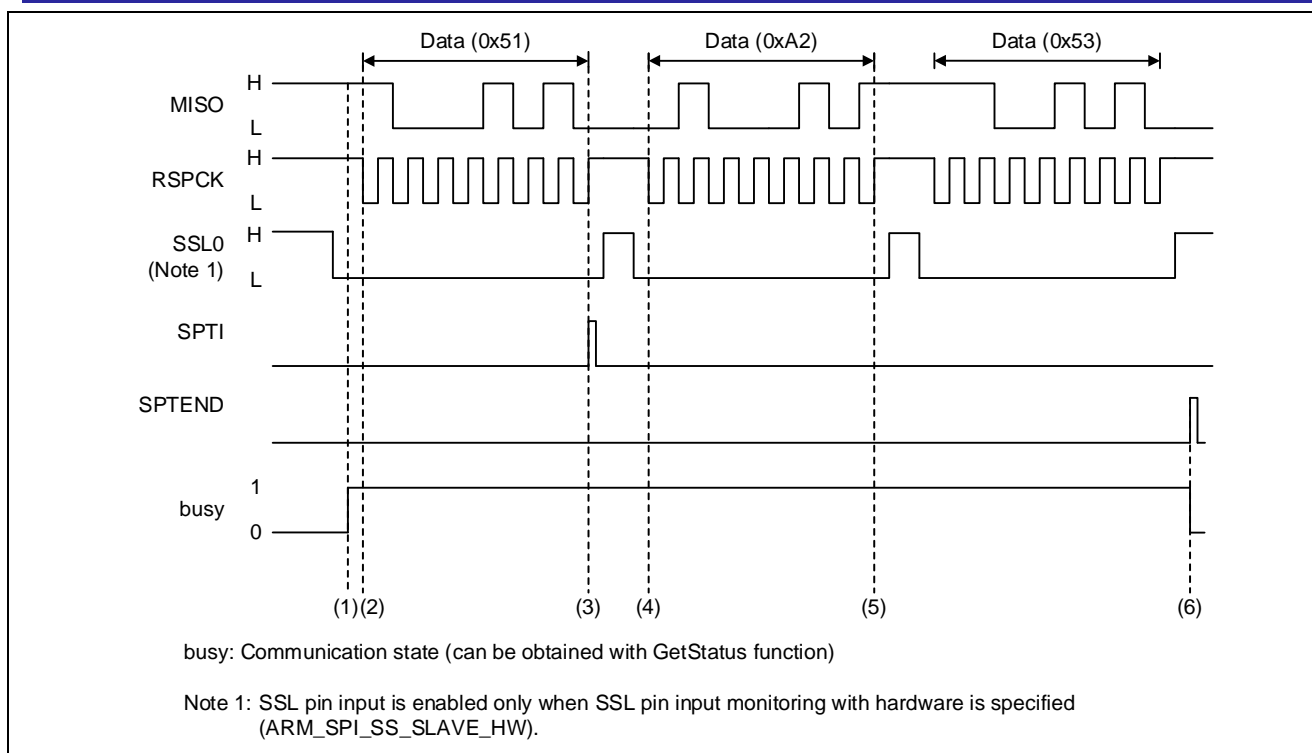 Data (0x51) Data (0xA2) Data (0x53)
H
MISO
L
H
RSPCK
L
H
SSL0
(Note 1)
L
SPTI
SPTEND
1
busy
0
(1) (2) (3) (4) (5) (6)
busy: Communication state (can be obtained with GetStatus function)
Note 1: SSL pin input is enabled only when SSL pin input monitoring with hardware is specified
(ARM_SPI_SS_SLAVE_HW).